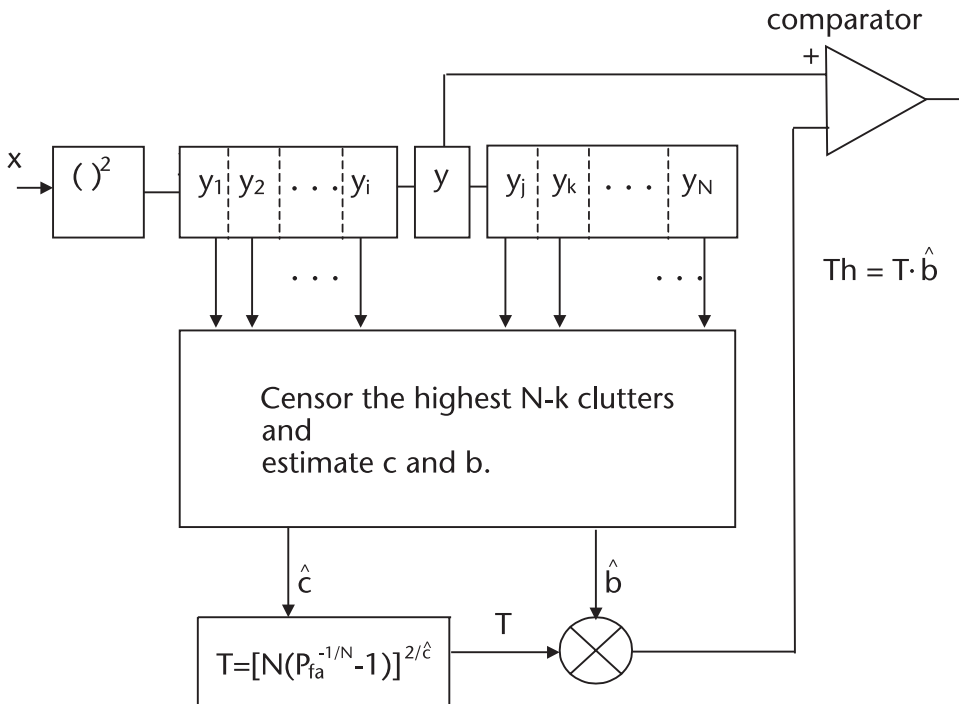 comparator
+
x
( )²
y₁ y₂ . . . yᵢ
y
yⱼ yₖ . . . y_N
. . .
. . .
Th = T· b̂
Censor the highest N-k clutters
and
estimate c and b.
ĉ
b̂
T
T=[N(P_fa^-1/N-1)]^2/ĉ